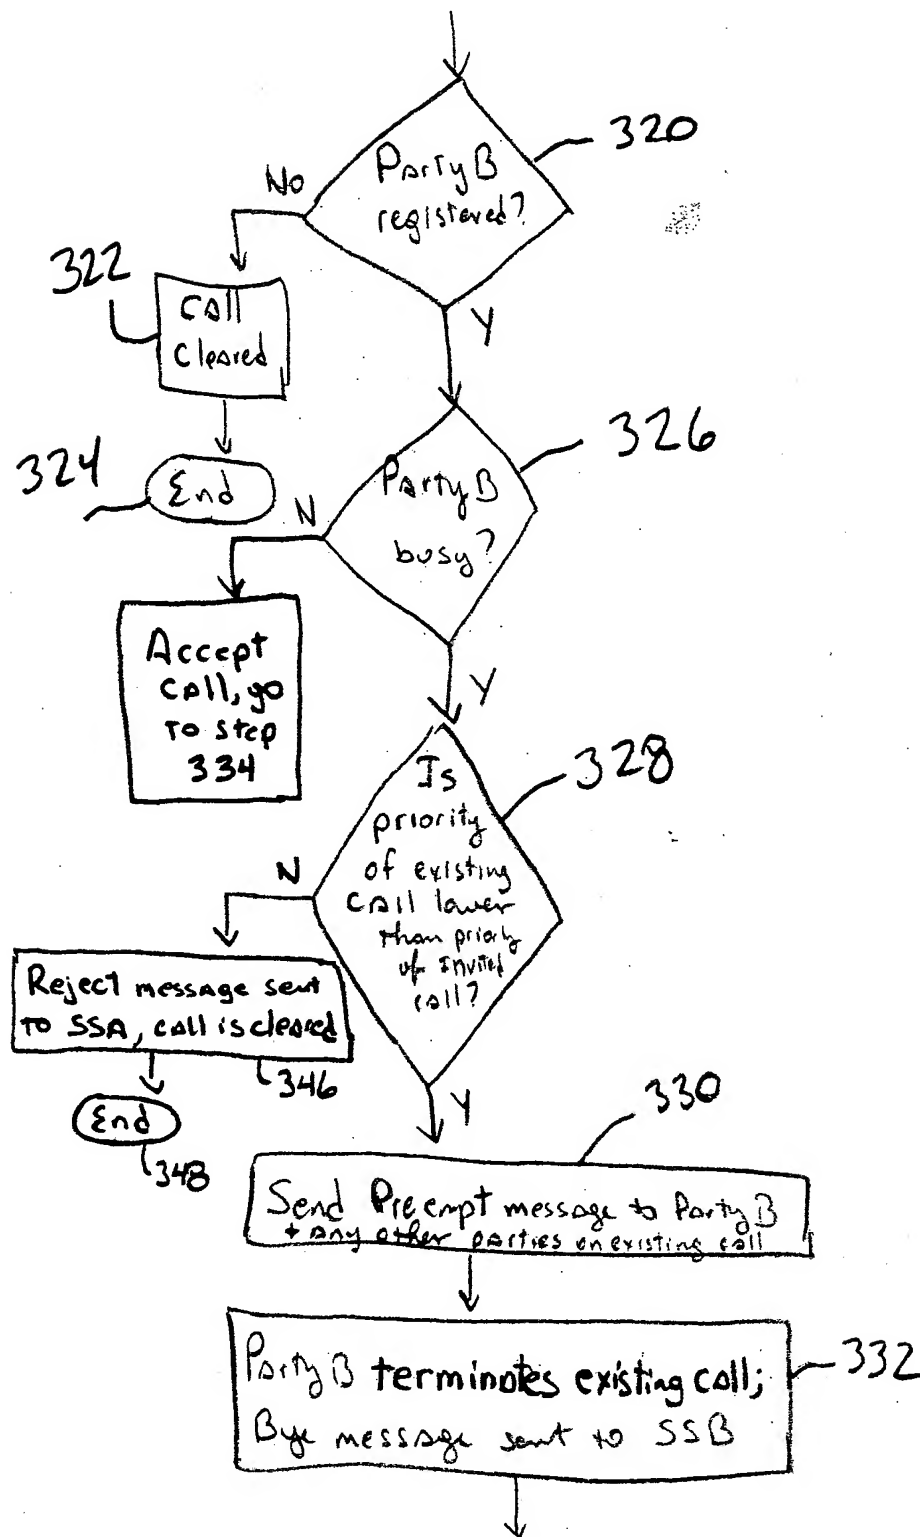 320
Party B
registered?
No
322
Call
Cleared
Y
324
End
326
Party B
busy?
N
Accept
Call, go
To step
334
Y
328
Is
priority
of existing
Call lower
than priority
of Invited
call?
N
Reject message sent
to SSA, call is cleared
346
End
348
Y
330
Send Preempt message to Party B
+ any other parties on existing call
Party B terminates existing call;
Bye message sent to SSB
332